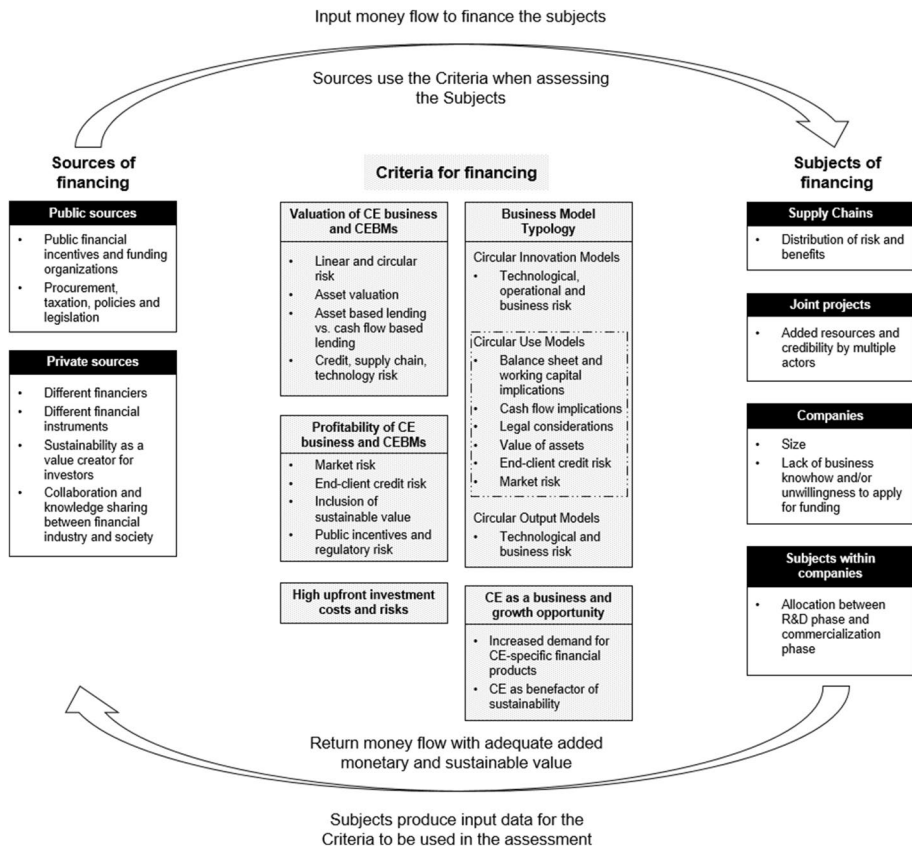 Input money flow to finance the subjects
Sources use the Criteria when assessing
the Subjects
Sources of
financing
Public sources
• Public financial
incentives and funding
organizations
• Procurement,
taxation, policies and
legislation
Private sources
• Different financiers
• Different financial
instruments
• Sustainability as a
value creator for
investors
• Collaboration and
knowledge sharing
between financial
industry and society
Criteria for financing
Valuation of CE business
and CEBMs
• Linear and circular
risk
• Asset valuation
• Asset based lending
vs. cash flow based
lending
• Credit, supply chain,
technology risk
Profitability of CE
business and CEBMs
• Market risk
• End-client credit risk
• Inclusion of
sustainable value
• Public incentives and
regulatory risk
High upfront investment
costs and risks
Business Model
Typology
Circular Innovation Models
• Technological,
operational and
business risk
Circular Use Models
• Balance sheet and
working capital
implications
• Cash flow implications
• Legal considerations
• Value of assets
• End-client credit risk
• Market risk
Circular Output Models
• Technological and
business risk
CE as a business and
growth opportunity
• Increased demand for
CE-specific financial
products
• CE as benefactor of
sustainability
Subjects of
financing
Supply Chains
• Distribution of risk and
benefits
Joint projects
• Added resources and
credibility by multiple
actors
Companies
• Size
• Lack of business
knowhow and/or
unwillingness to apply
for funding
Subjects within
companies
• Allocation between
R&D phase and
commercialization
phase
Return money flow with adequate added
monetary and sustainable value
Subjects produce input data for the
Criteria to be used in the assessment